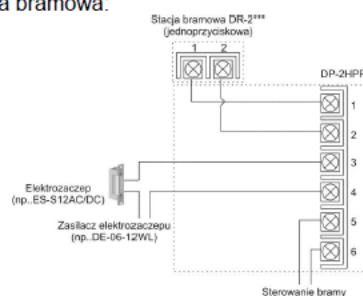 a bramowa:
Stacja bramowa DR-2***
(jednoprzyciskowa)
1 2
DP-2HPR
1
2
3
4
5
6
Elektrozaczep
(np..ES-S12AC/DC)
Zasilacz elektrozaczepu
(np..DE-06-12WL)
Sterowanie bramy